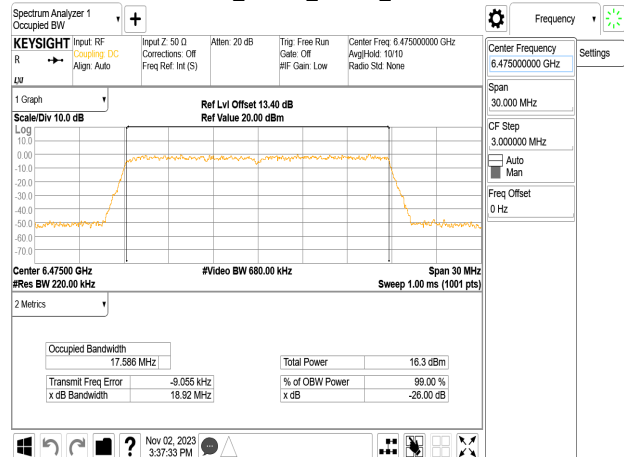 Spectrum Analyzer 1
Occupied BW
Frequency
KEYSIGHT
R
Input: RF
Coupling: DC
Align: Auto
Input Z: 50 Ω
Corrections: Off
Freq Ref: Int (S)
Atten: 20 dB
Trig: Free Run
Gate: Off
#IF Gain: Low
Center Freq: 6.475000000 GHz
Avg|Hold: 10/10
Radio Std: None
Center Frequency
6.475000000 GHz
Settings
Span
30.000 MHz
CF Step
3.000000 MHz
Auto
Man
Freq Offset
0 Hz
1 Graph
Scale/Div 10.0 dB
Ref Lvl Offset 13.40 dB
Ref Value 20.00 dBm
Log
10.0
0.00
-10.0
-20.0
-30.0
-40.0
-50.0
-60.0
-70.0
Center 6.47500 GHz
#Video BW 680.00 kHz
Span 30 MHz
#Res BW 220.00 kHz
Sweep 1.00 ms (1001 pts)
2 Metrics
Occupied Bandwidth
17.586 MHz
Total Power 16.3 dBm
Transmit Freq Error -9.055 kHz
% of OBW Power 99.00 %
x dB Bandwidth 18.92 MHz
x dB -26.00 dB
?
Nov 02, 2023
3:37:33 PM